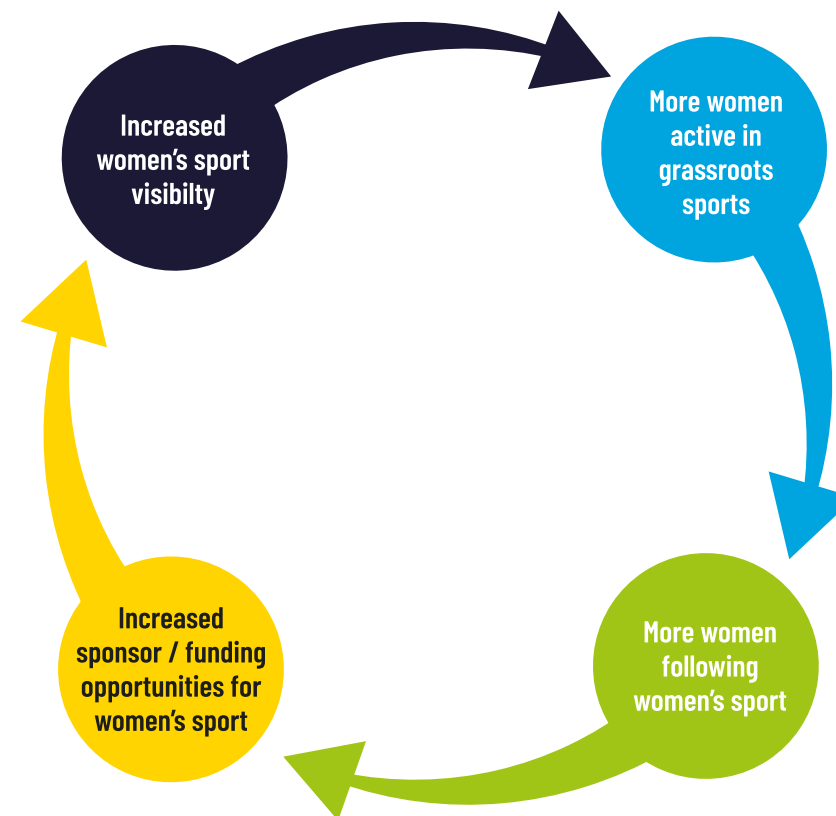 Increased
women’s sport
visibilty
More women
active in
grassroots
sports
More women
following
women’s sport
Increased
sponsor / funding
opportunities for
women’s sport